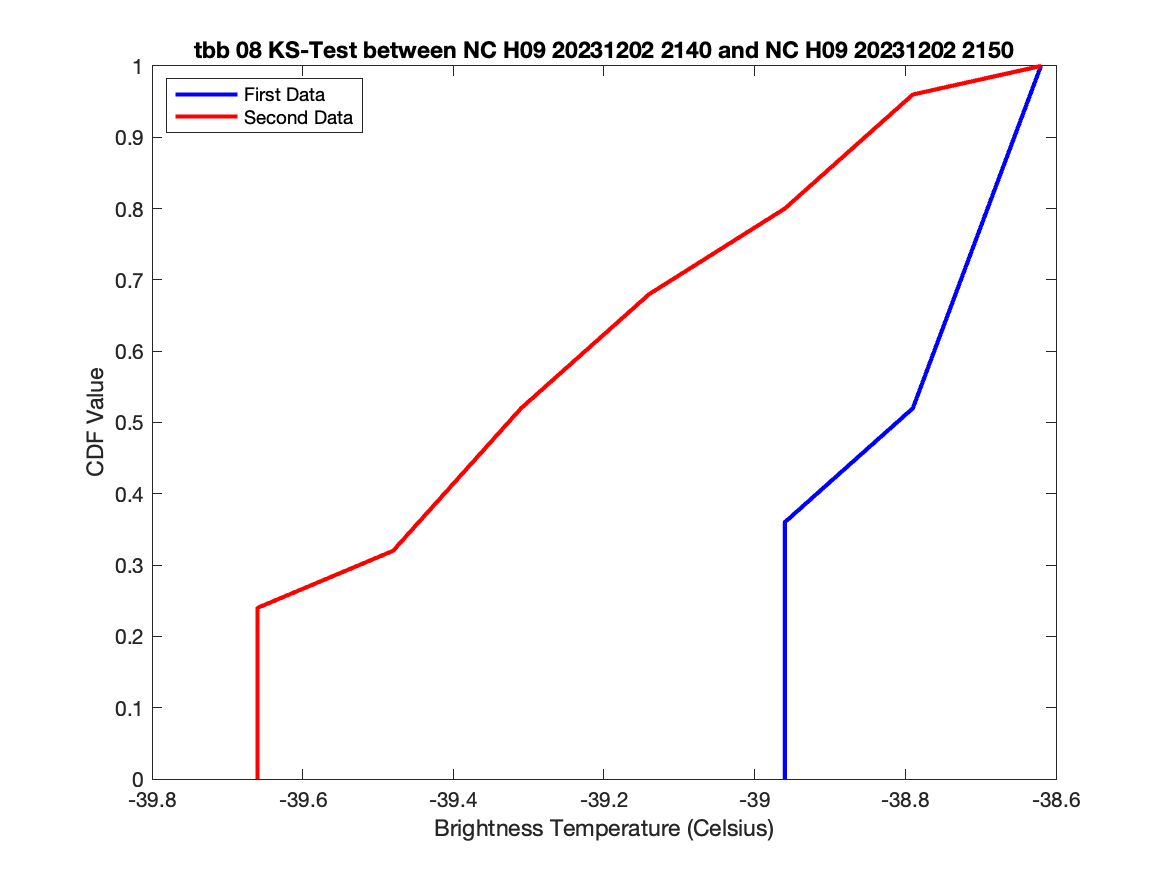 tbb 08 KS-Test between NC H09 20231202 2140 and NC H09 20231202 2150
First Data
Second Data
1
0.9
0.8
0.7
0.6
0.5
0.4
0.3
0.2
0.1
0
CDF Value
-39.8 -39.6 -39.4 -39.2 -39 -38.8 -38.6
Brightness Temperature (Celsius)